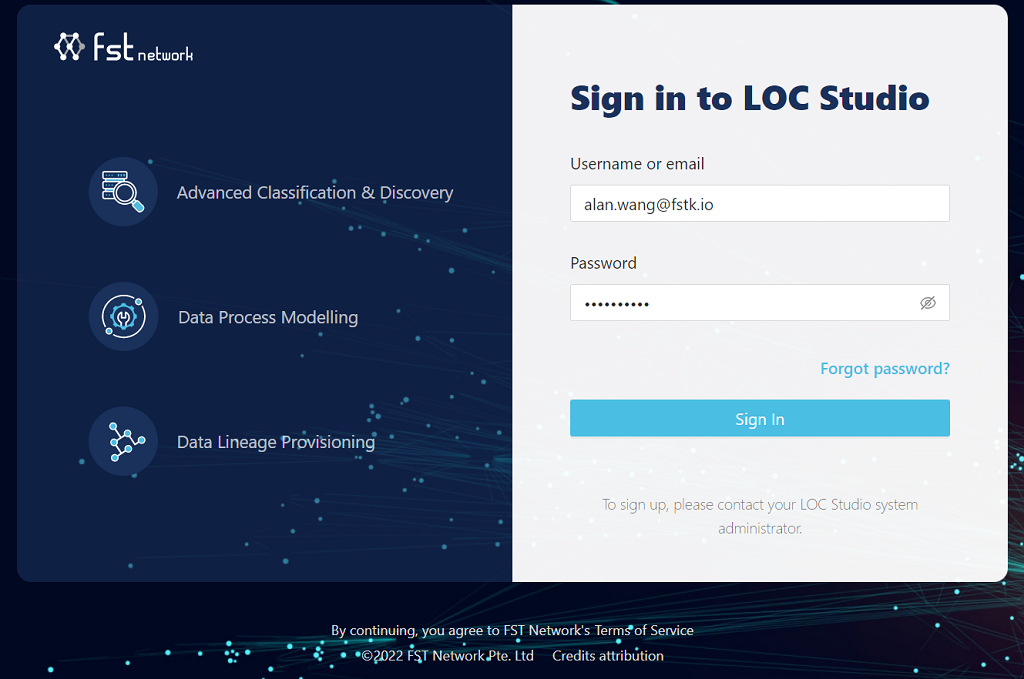 fst network
Advanced Classification & Discovery
Data Process Modelling
Data Lineage Provisioning
Sign in to LOC Studio
Username or email
alan.wang@fstk.io
Password
••••••••••
Forgot password?
Sign In
To sign up, please contact your LOC Studio system
administrator.
By continuing, you agree to FST Network's Terms of Service
©2022 FST Network Pte. Ltd Credits attribution